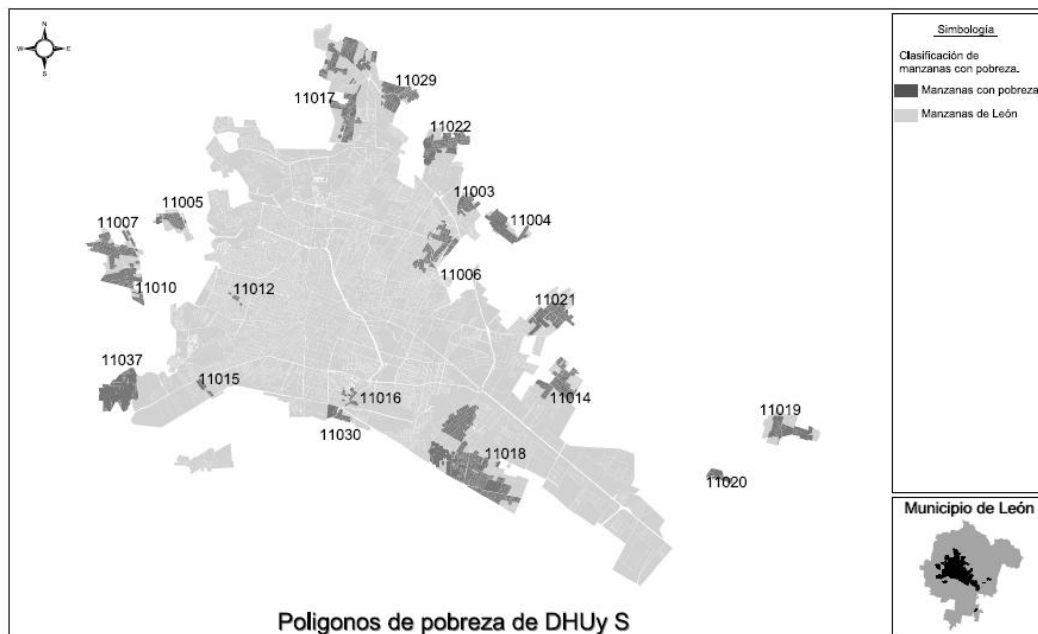 N
W
E
S
Simbología
Clasificación de
manzanas con pobreza.
Manzanas con pobreza
Manzanas de León
11029
11017
11022
11003
11005
11004
11007
11006
11010
11012
11021
11037
11015
11016
11014
11019
11030
11018
11020
Municipio de León
Poligonos de pobreza de DHUy S